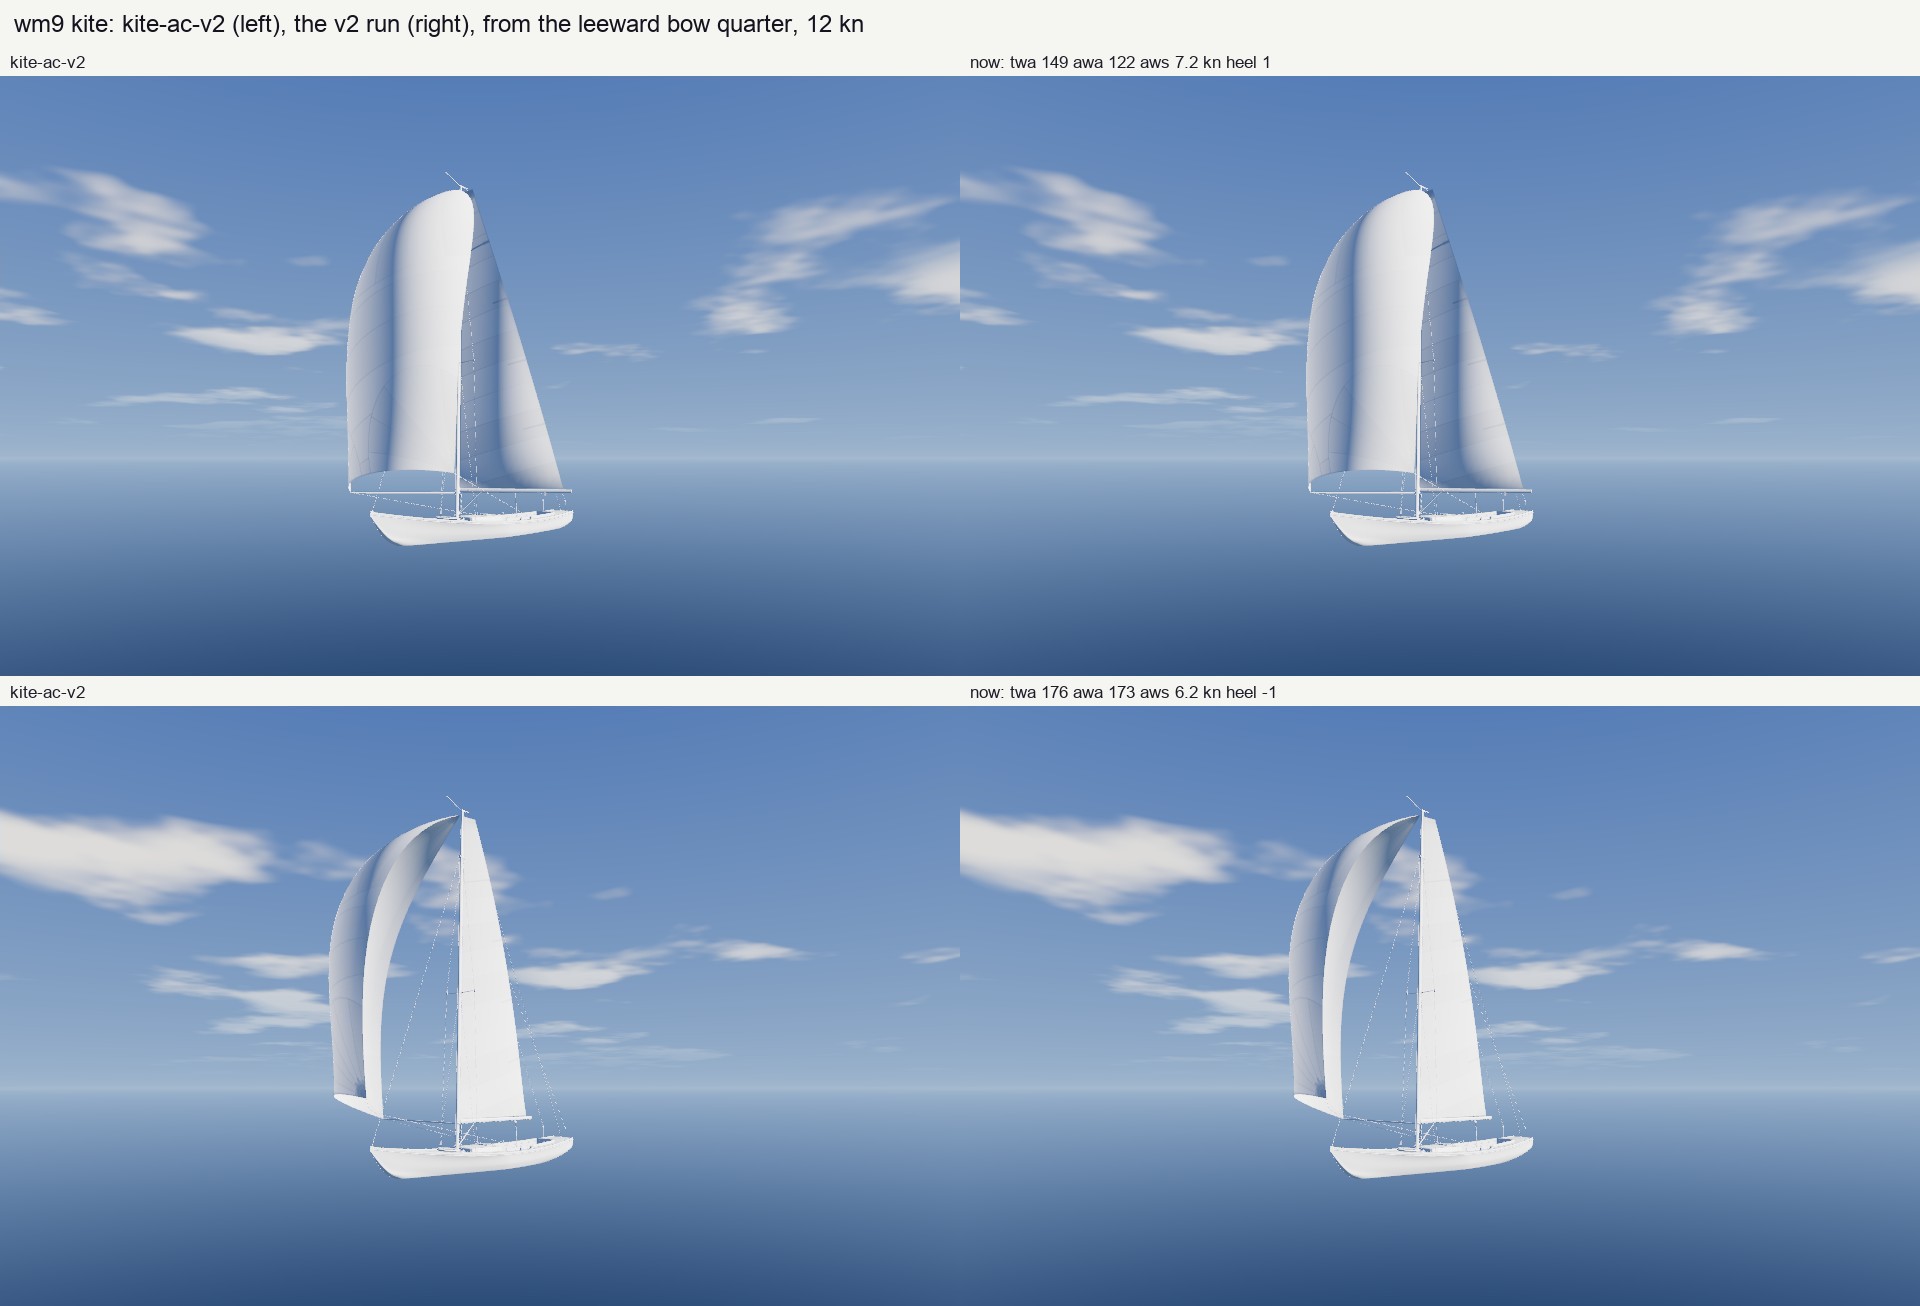 wm9 kite: kite-ac-v2 (left), the v2 run (right), from the leeward bow quarter, 12 kn
kite-ac-v2
now: twa 149 awa 122 aws 7.2 kn heel 1
kite-ac-v2
now: twa 176 awa 173 aws 6.2 kn heel -1